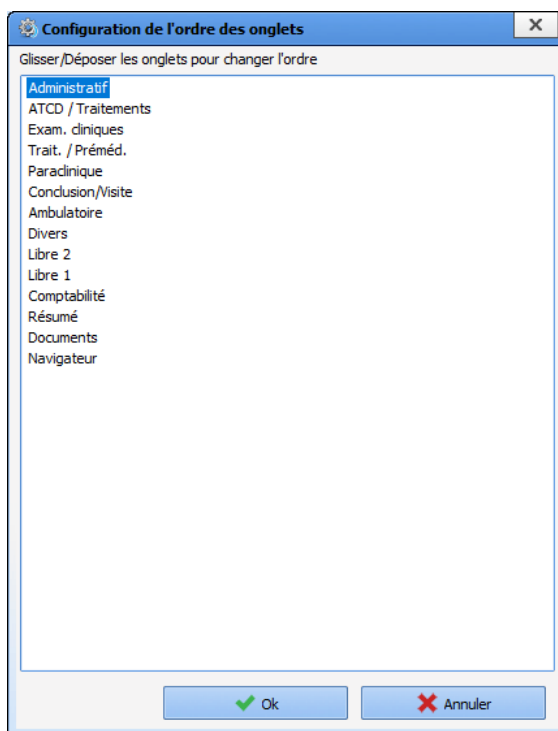 Configuration de l'ordre des onglets
Glisser/Déposer les onglets pour changer l'ordre
Administratif
ATCD / Traitements
Exam. cliniques
Trait. / Préméd.
Paraclinique
Conclusion/Visite
Ambulatoire
Divers
Libre 2
Libre 1
Comptabilité
Résumé
Documents
Navigateur
Ok Annuler